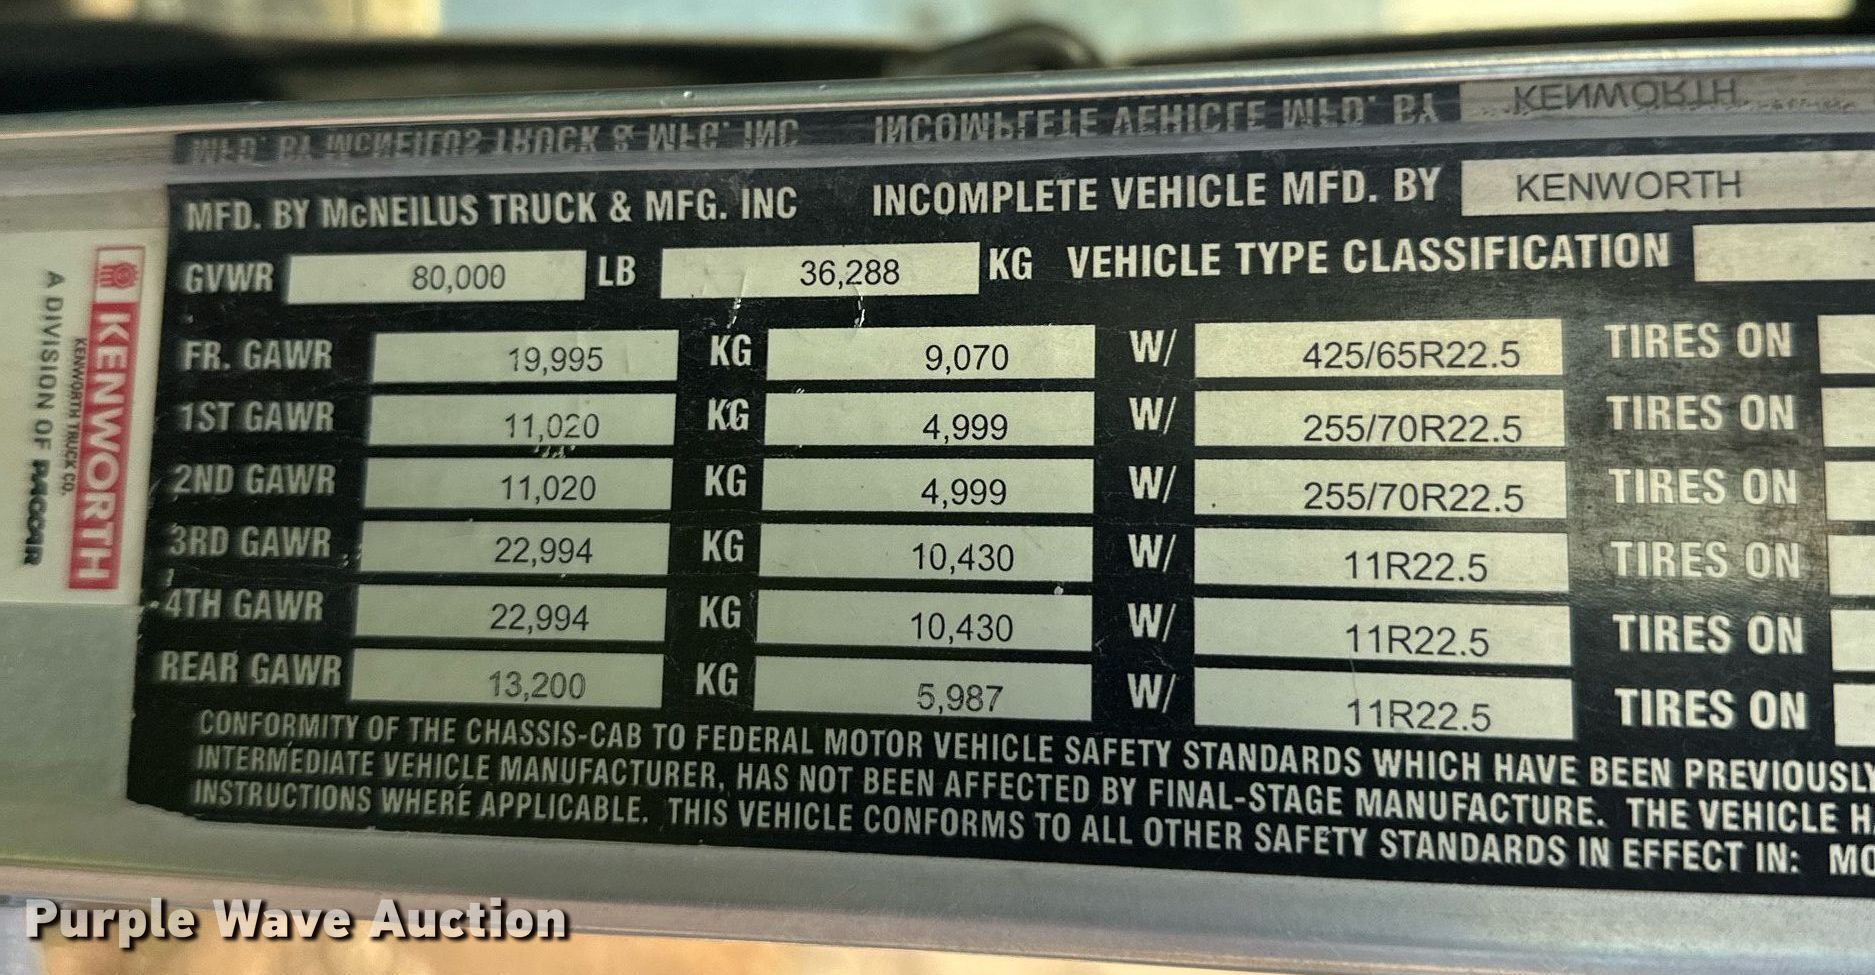 MFD. BY McNEILUS TRUCK & MFG. INC INCOMPLETE VEHICLE MFD. BY KENWORTH
GVWR 80,000 LB 36,288 KG VEHICLE TYPE CLASSIFICATION
FR. GAWR 19,995 KG 9,070 W/ 425/65R22.5 TIRES ON
1ST GAWR 11,020 KG 4,999 W/ 255/70R22.5 TIRES ON
2ND GAWR 11,020 KG 4,999 W/ 255/70R22.5 TIRES ON
3RD GAWR 22,994 KG 10,430 W/ 11R22.5 TIRES ON
4TH GAWR 22,994 KG 10,430 W/ 11R22.5 TIRES ON
REAR GAWR 13,200 KG 5,987 W/ 11R22.5 TIRES ON
CONFORMITY OF THE CHASSIS-CAB TO FEDERAL MOTOR VEHICLE SAFETY STANDARDS WHICH HAVE BEEN PREVIOUSLY
INTERMEDIATE VEHICLE MANUFACTURER, HAS NOT BEEN AFFECTED BY FINAL-STAGE MANUFACTURE. THE VEHICLE H
INSTRUCTIONS WHERE APPLICABLE. THIS VEHICLE CONFORMS TO ALL OTHER SAFETY STANDARDS IN EFFECT IN: MO
KENWORTH
KENWORTH TRUCK CO.
A DIVISION OF PACCAR
Purple Wave Auction